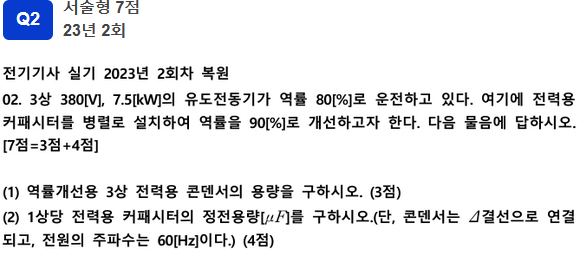 Q2
서술형 7점
23년 2회
전기기사 실기 2023년 2회차 복원
02. 3상 380[V], 7.5[kW]의 유도전동기가 역률 80[%]로 운전하고 있다. 여기에 전력용
커패시터를 병렬로 설치하여 역률을 90[%]로 개선하고자 한다. 다음 물음에 답하시오.
[7점=3점+4점]
(1) 역률개선용 3상 전력용 콘덴서의 용량을 구하시오. (3점)
(2) 1상당 전력용 커패시터의 정전용량[μF]를 구하시오.(단, 콘덴서는 Δ결선으로 연결
되고, 전원의 주파수는 60[Hz]이다.) (4점)